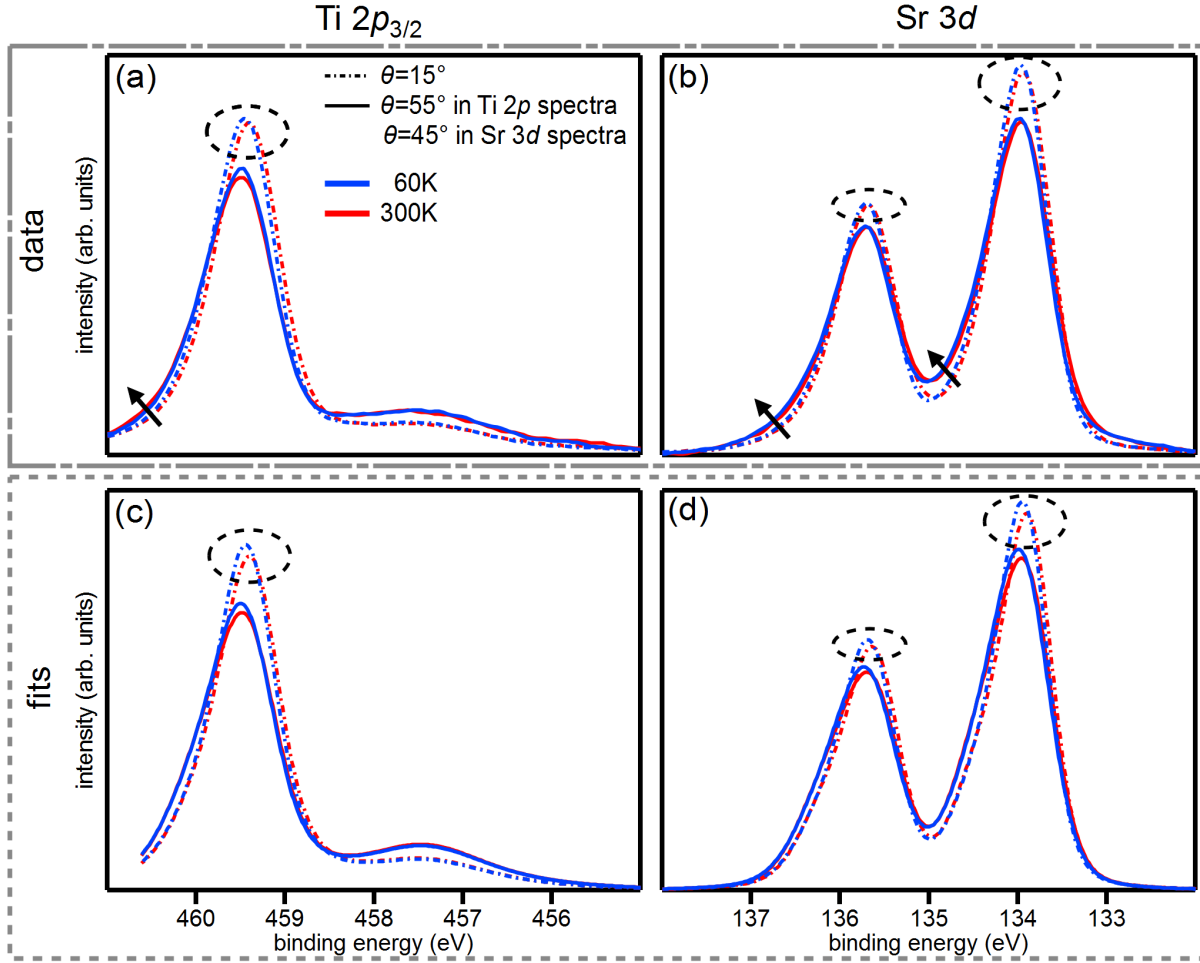 Ti 2p3/2
Sr 3d
data
intensity (arb. units)
(a)
θ=15°
θ=55° in Ti 2p spectra
θ=45° in Sr 3d spectra
60K
300K
(b)
fits
intensity (arb. units)
(c)
(d)
460 459 458 457 456
binding energy (eV)
137 136 135 134 133
binding energy (eV)